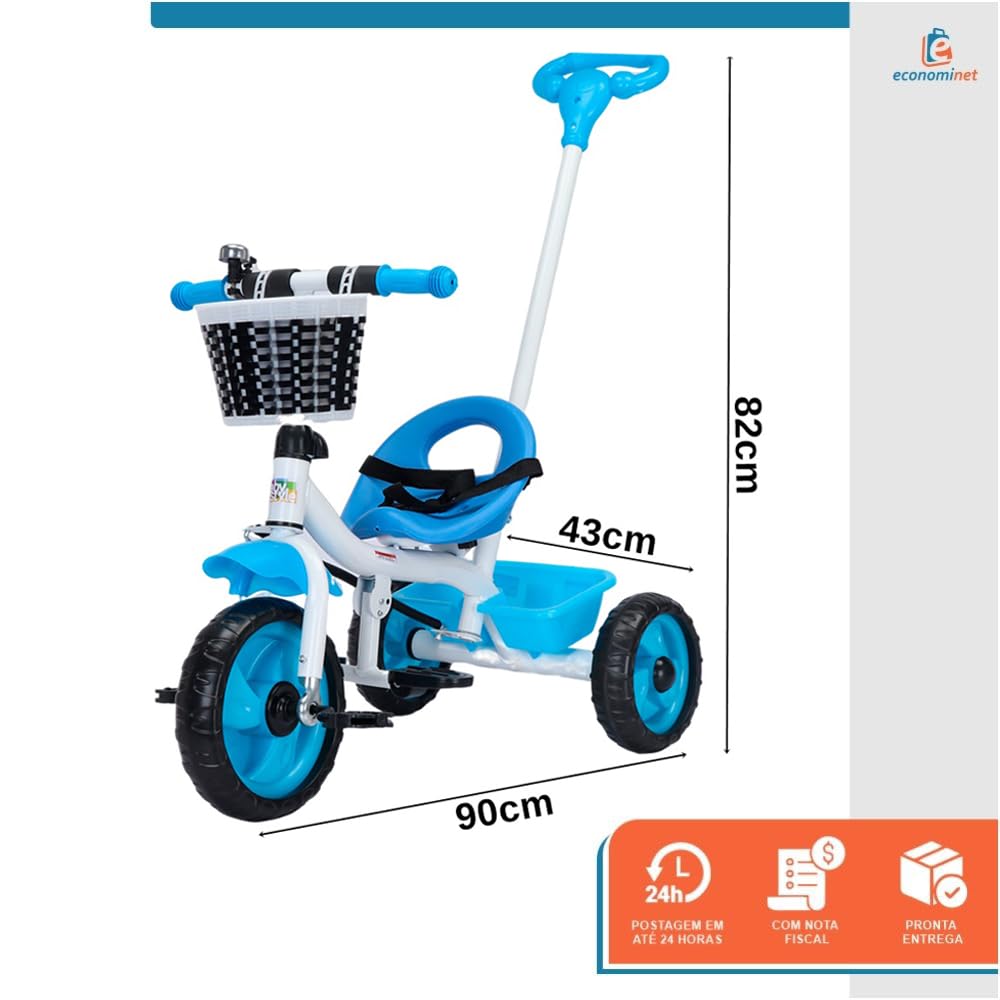 econominet
82cm
43cm
90cm
24h
POSTAGEM EM
ATÉ 24 HORAS
COM NOTA
FISCAL
PRONTA
ENTREGA